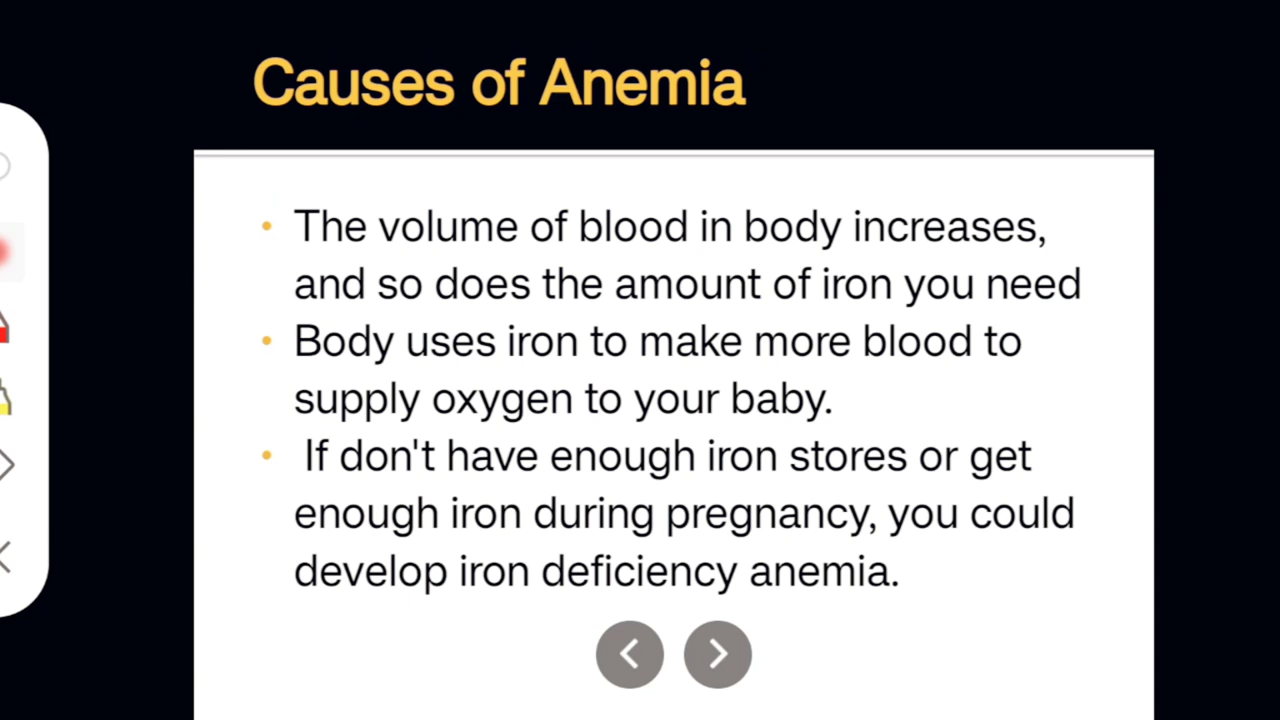 Causes of Anemia
• The volume of blood in body increases,
and so does the amount of iron you need
• Body uses iron to make more blood to
supply oxygen to your baby.
• If don't have enough iron stores or get
enough iron during pregnancy, you could
develop iron deficiency anemia.